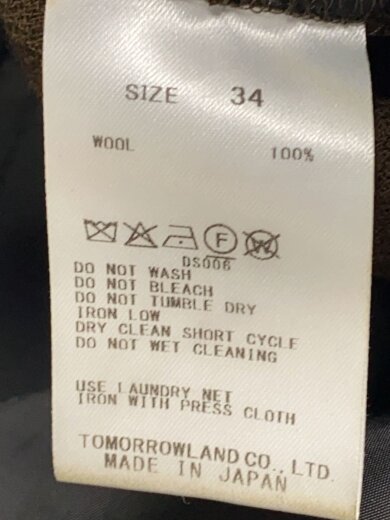 SIZE 34
WOOL 100%
F W
DS006
DO NOT WASH
DO NOT BLEACH
DO NOT TUMBLE DRY
IRON LOW
DRY CLEAN SHORT CYCLE
DO NOT WET CLEANING
USE LAUNDRY NET
IRON WITH PRESS CLOTH
TOMORROWLAND CO., LTD.
MADE IN JAPAN